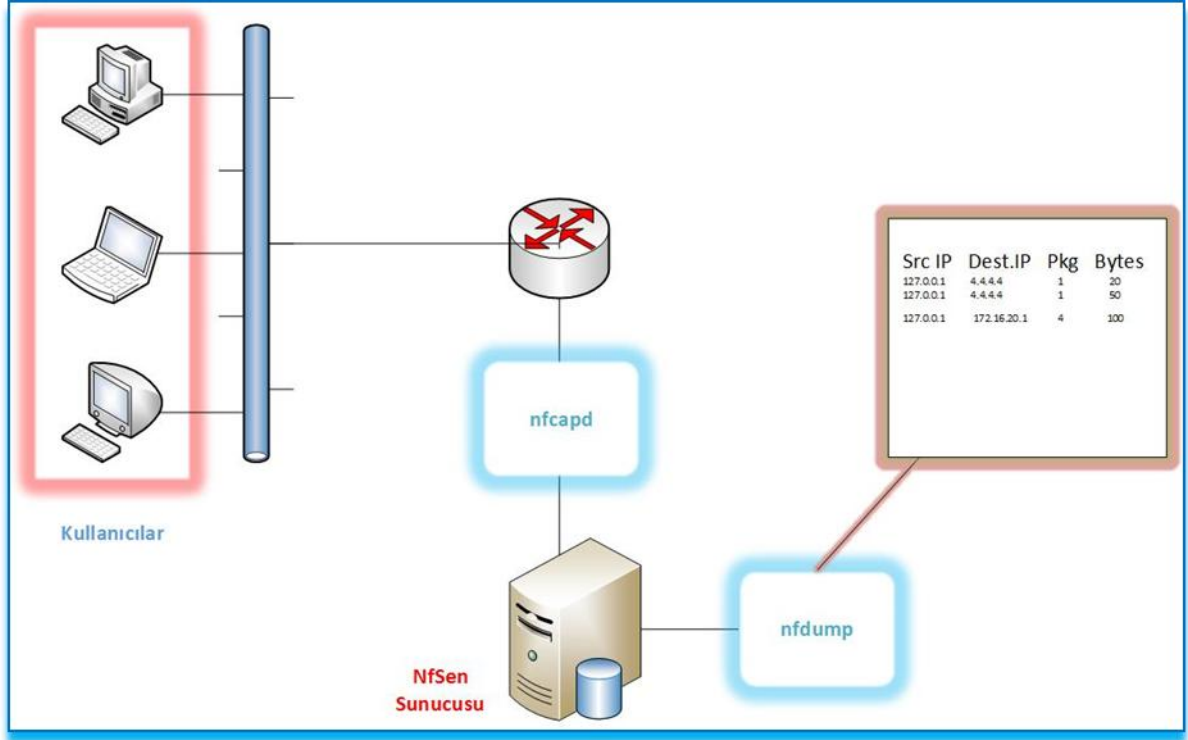 Src IP Dest.IP Pkg Bytes
127.0.0.1 4.4.4.4 1 20
127.0.0.1 4.4.4.4 1 50
127.0.0.1 172.16.20.1 4 100
nfcapd
Kullanıcılar
nfdump
NfSen
Sunucusu